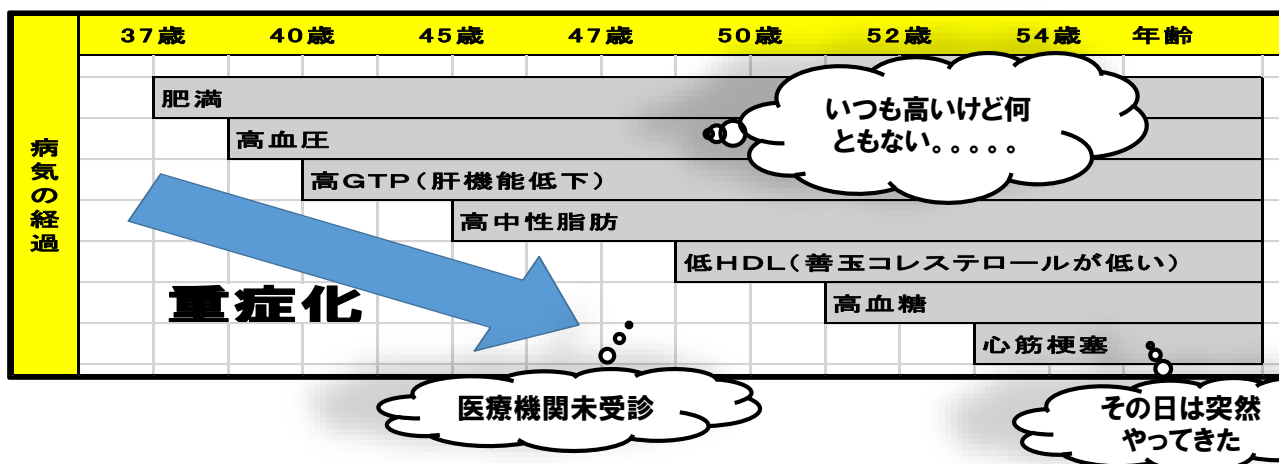 37歳 40歳 45歳 47歳 50歳 52歳 54歳 年齢
病気の経過
肥満
高血圧
高GTP(肝機能低下)
高中性脂肪
低HDL(善玉コレステロールが低い)
高血糖
心筋梗塞
いつも高いけど何
ともない。。。。。
重症化
医療機関未受診
その日は突然
やってきた